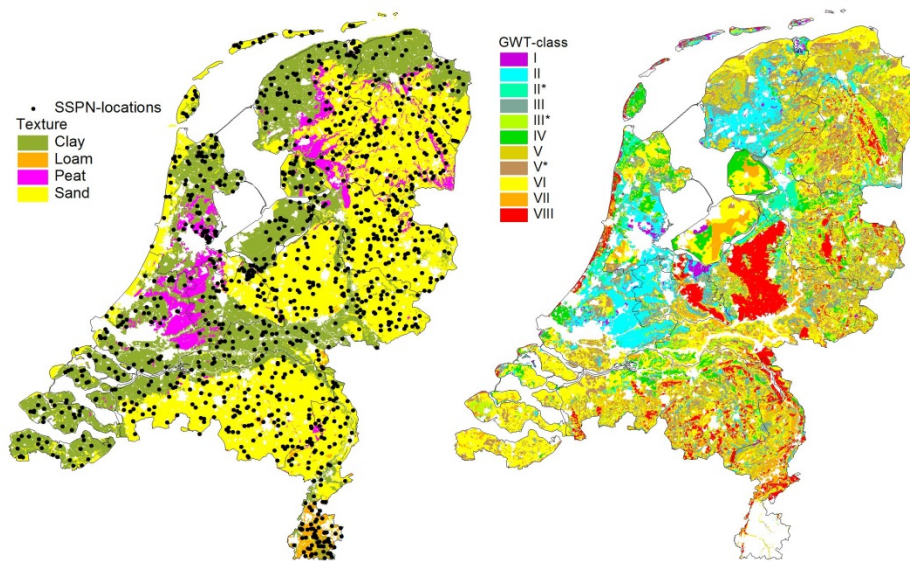 SSPN-locations
Texture
Clay
Loam
Peat
Sand
GWT-class
I
II
II*
III
III*
IV
V
V*
VI
VII
VIII